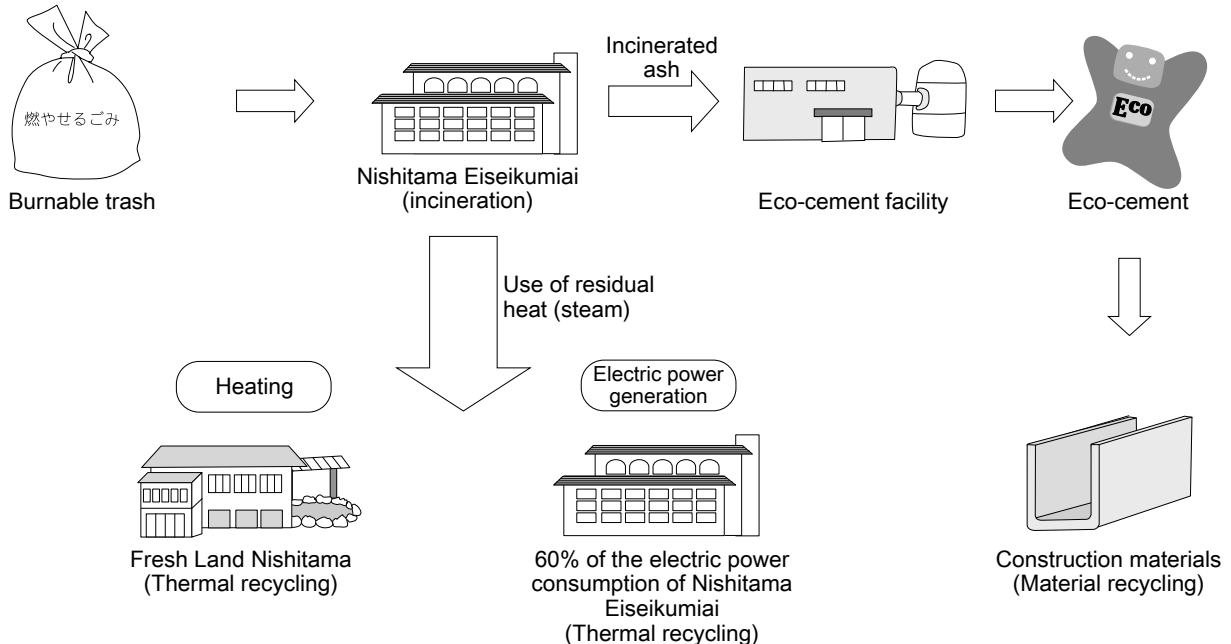 燃やせるごみ
Burnable trash
Nishitama Eiseikumiai
(incineration)
Incinerated
ash
Eco-cement facility
Eco
Eco-cement
Use of residual
heat (steam)
Heating
Electric power
generation
Fresh Land Nishitama
(Thermal recycling)
60% of the electric power
consumption of Nishitama
Eiseikumiai
(Thermal recycling)
Construction materials
(Material recycling)